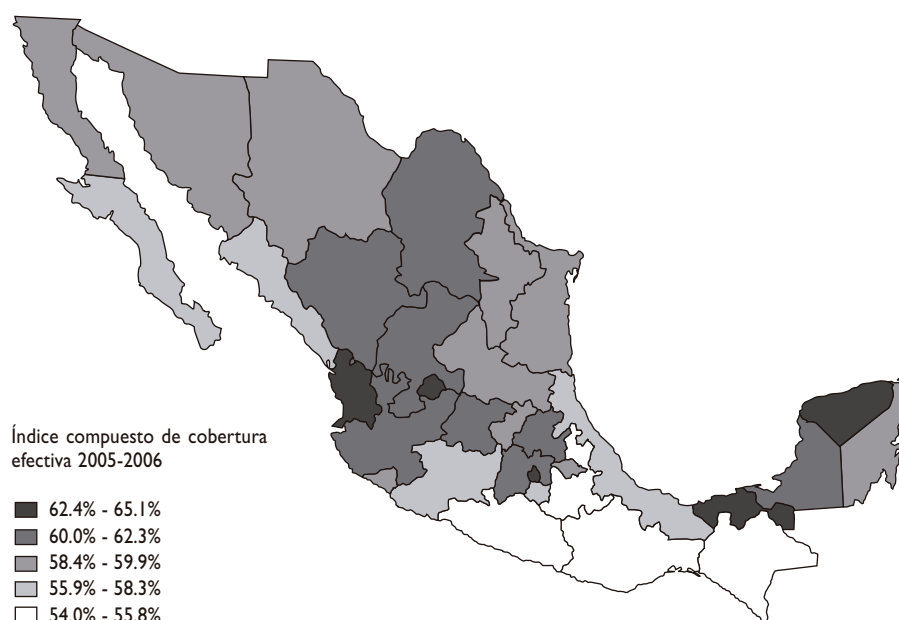 Índice compuesto de cobertura
efectiva 2005-2006
62.4% - 65.1%
60.0% - 62.3%
58.4% - 59.9%
55.9% - 58.3%
54.0% - 55.8%